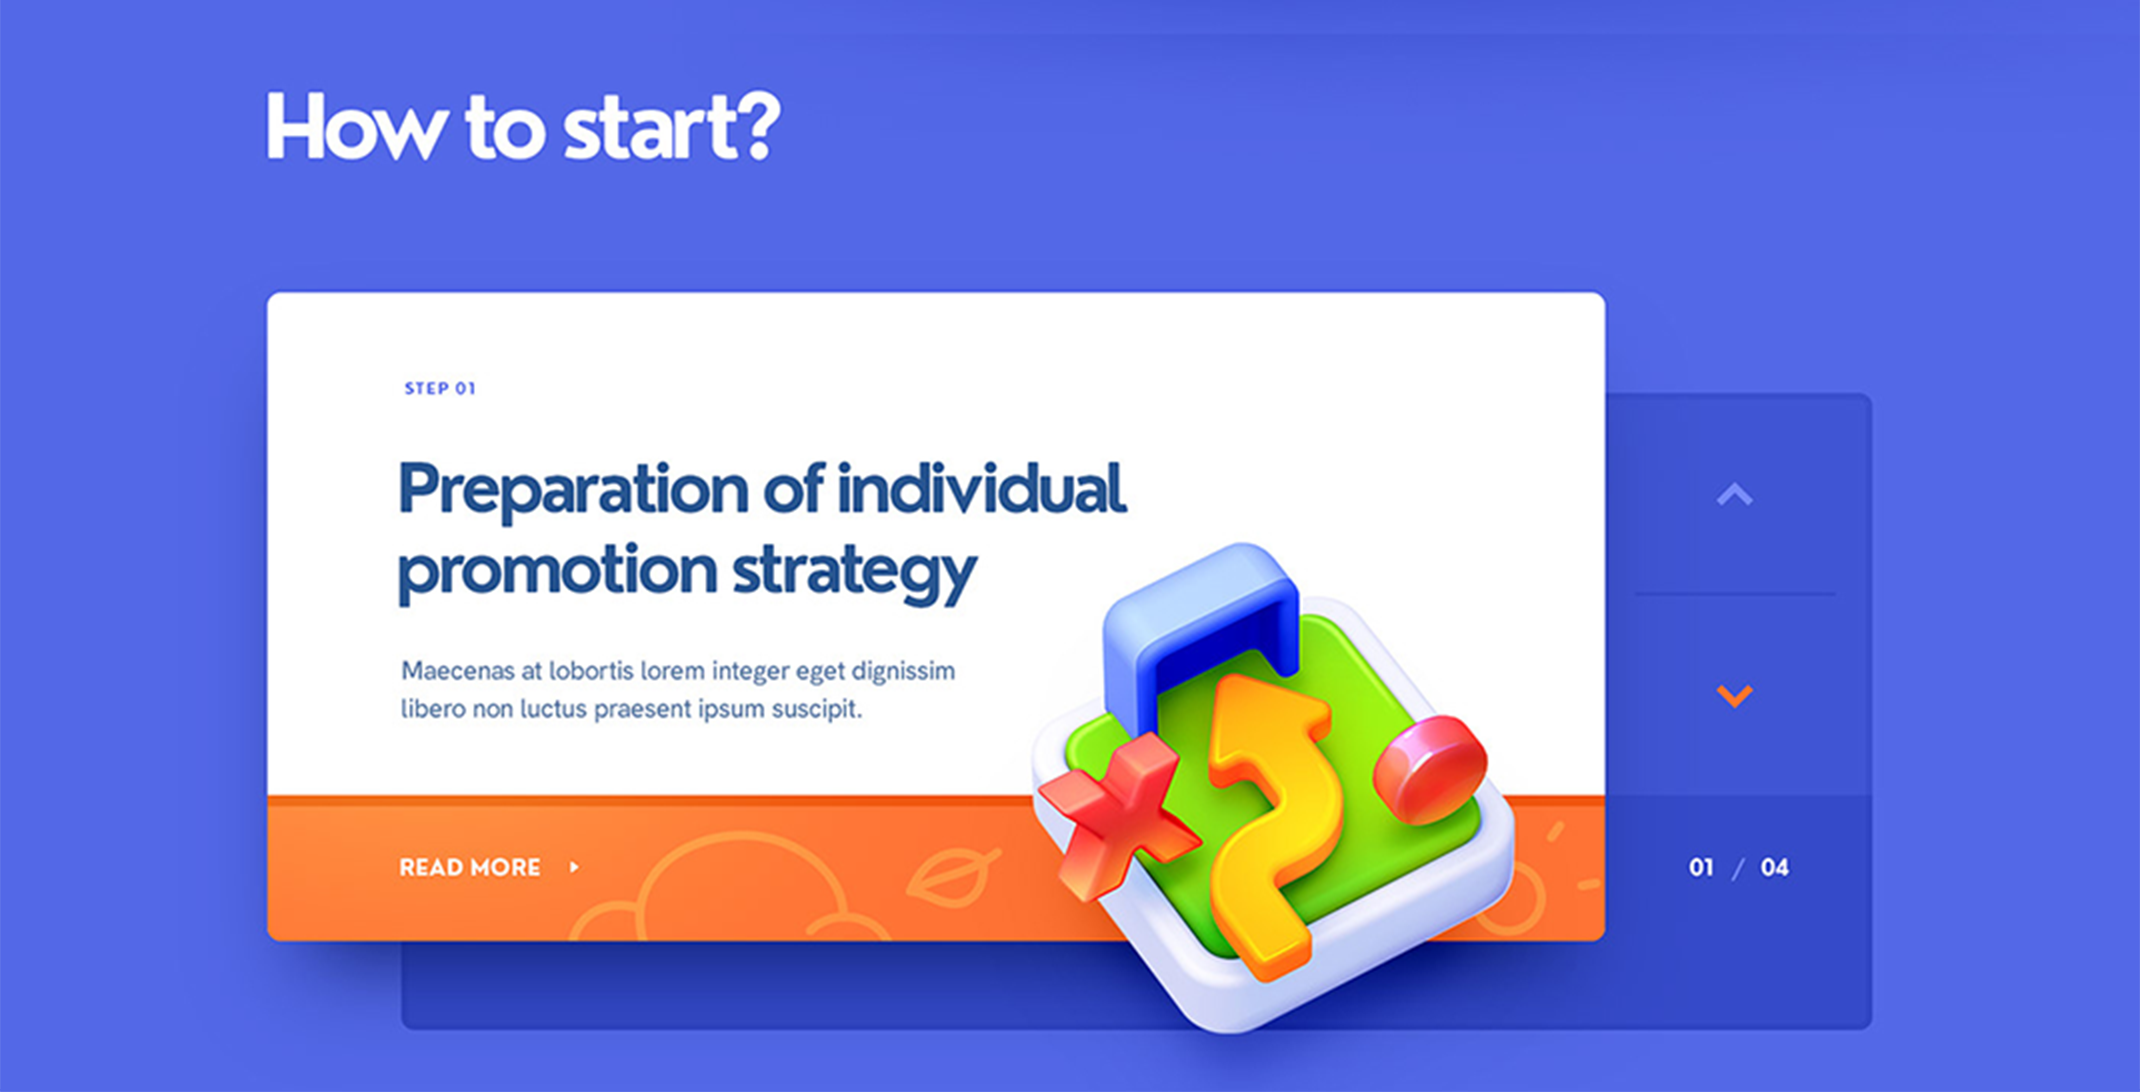 How to start?
STEP 01
Preparation of individual
promotion strategy
Maecenas at lobortis lorem integer eget dignissim
libero non luctus praesent ipsum suscipit.
READ MORE
01 / 04